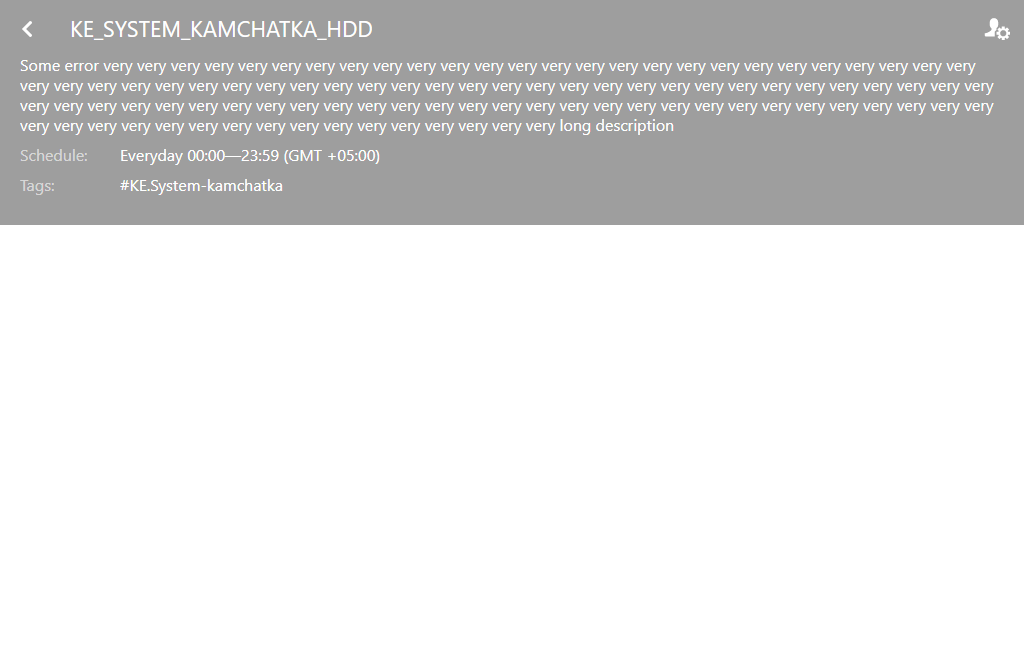 KE_SYSTEM_KAMCHATKA_HDD
Some error very very very very very very very very very very very very very very very very very very very very very very very very very very
very very very very very very very very very very very very very very very very very very very very very very very very very very very very very
very very very very very very very very very very very very very very very very very very very very very very very very very very very very very
very very very very very very very very very very very very very very very very long description
Schedule: Everyday 00:00—23:59 (GMT +05:00)
Tags: #KE.System-kamchatka